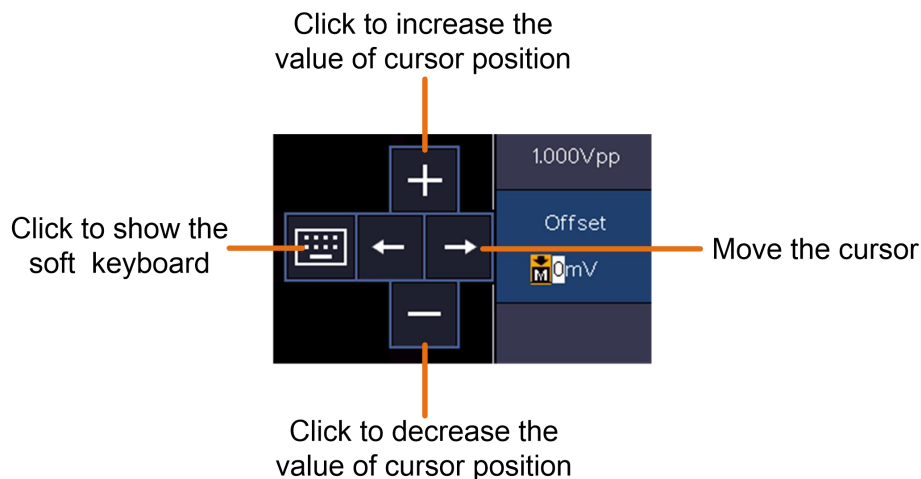 Click to increase the
value of cursor position
1.000Vpp
Offset
M 0mV
Click to show the
soft keyboard
Move the cursor
Click to decrease the
value of cursor position